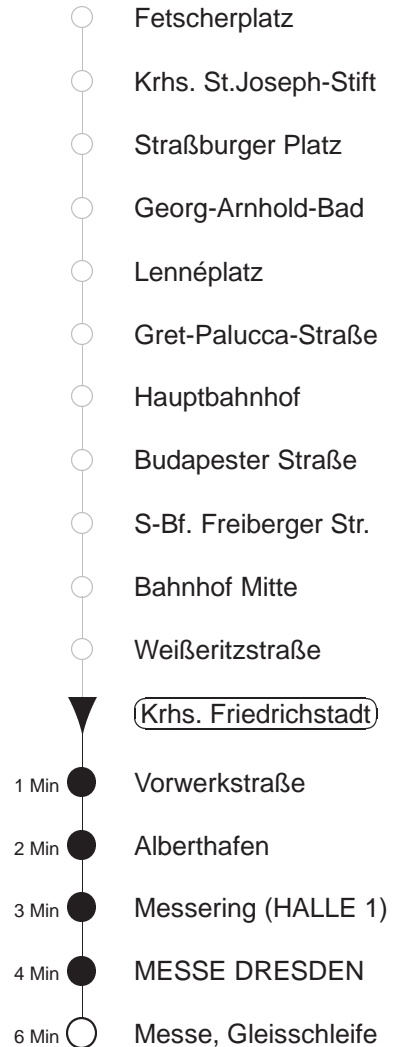 Fetscherplatz
Krhs. St.Joseph-Stift
Straßburger Platz
Georg-Arnhold-Bad
Lennéplatz
Gret-Palucca-Straße
Hauptbahnhof
Budapester Straße
S-Bf. Freiberger Str.
Bahnhof Mitte
Weißeritzstraße
Krhs. Friedrichstadt
1 Min Vorwerkstraße
2 Min Alberthafen
3 Min Messering (HALLE 1)
4 Min MESSE DRESDEN
6 Min Messe, Gleisschleife